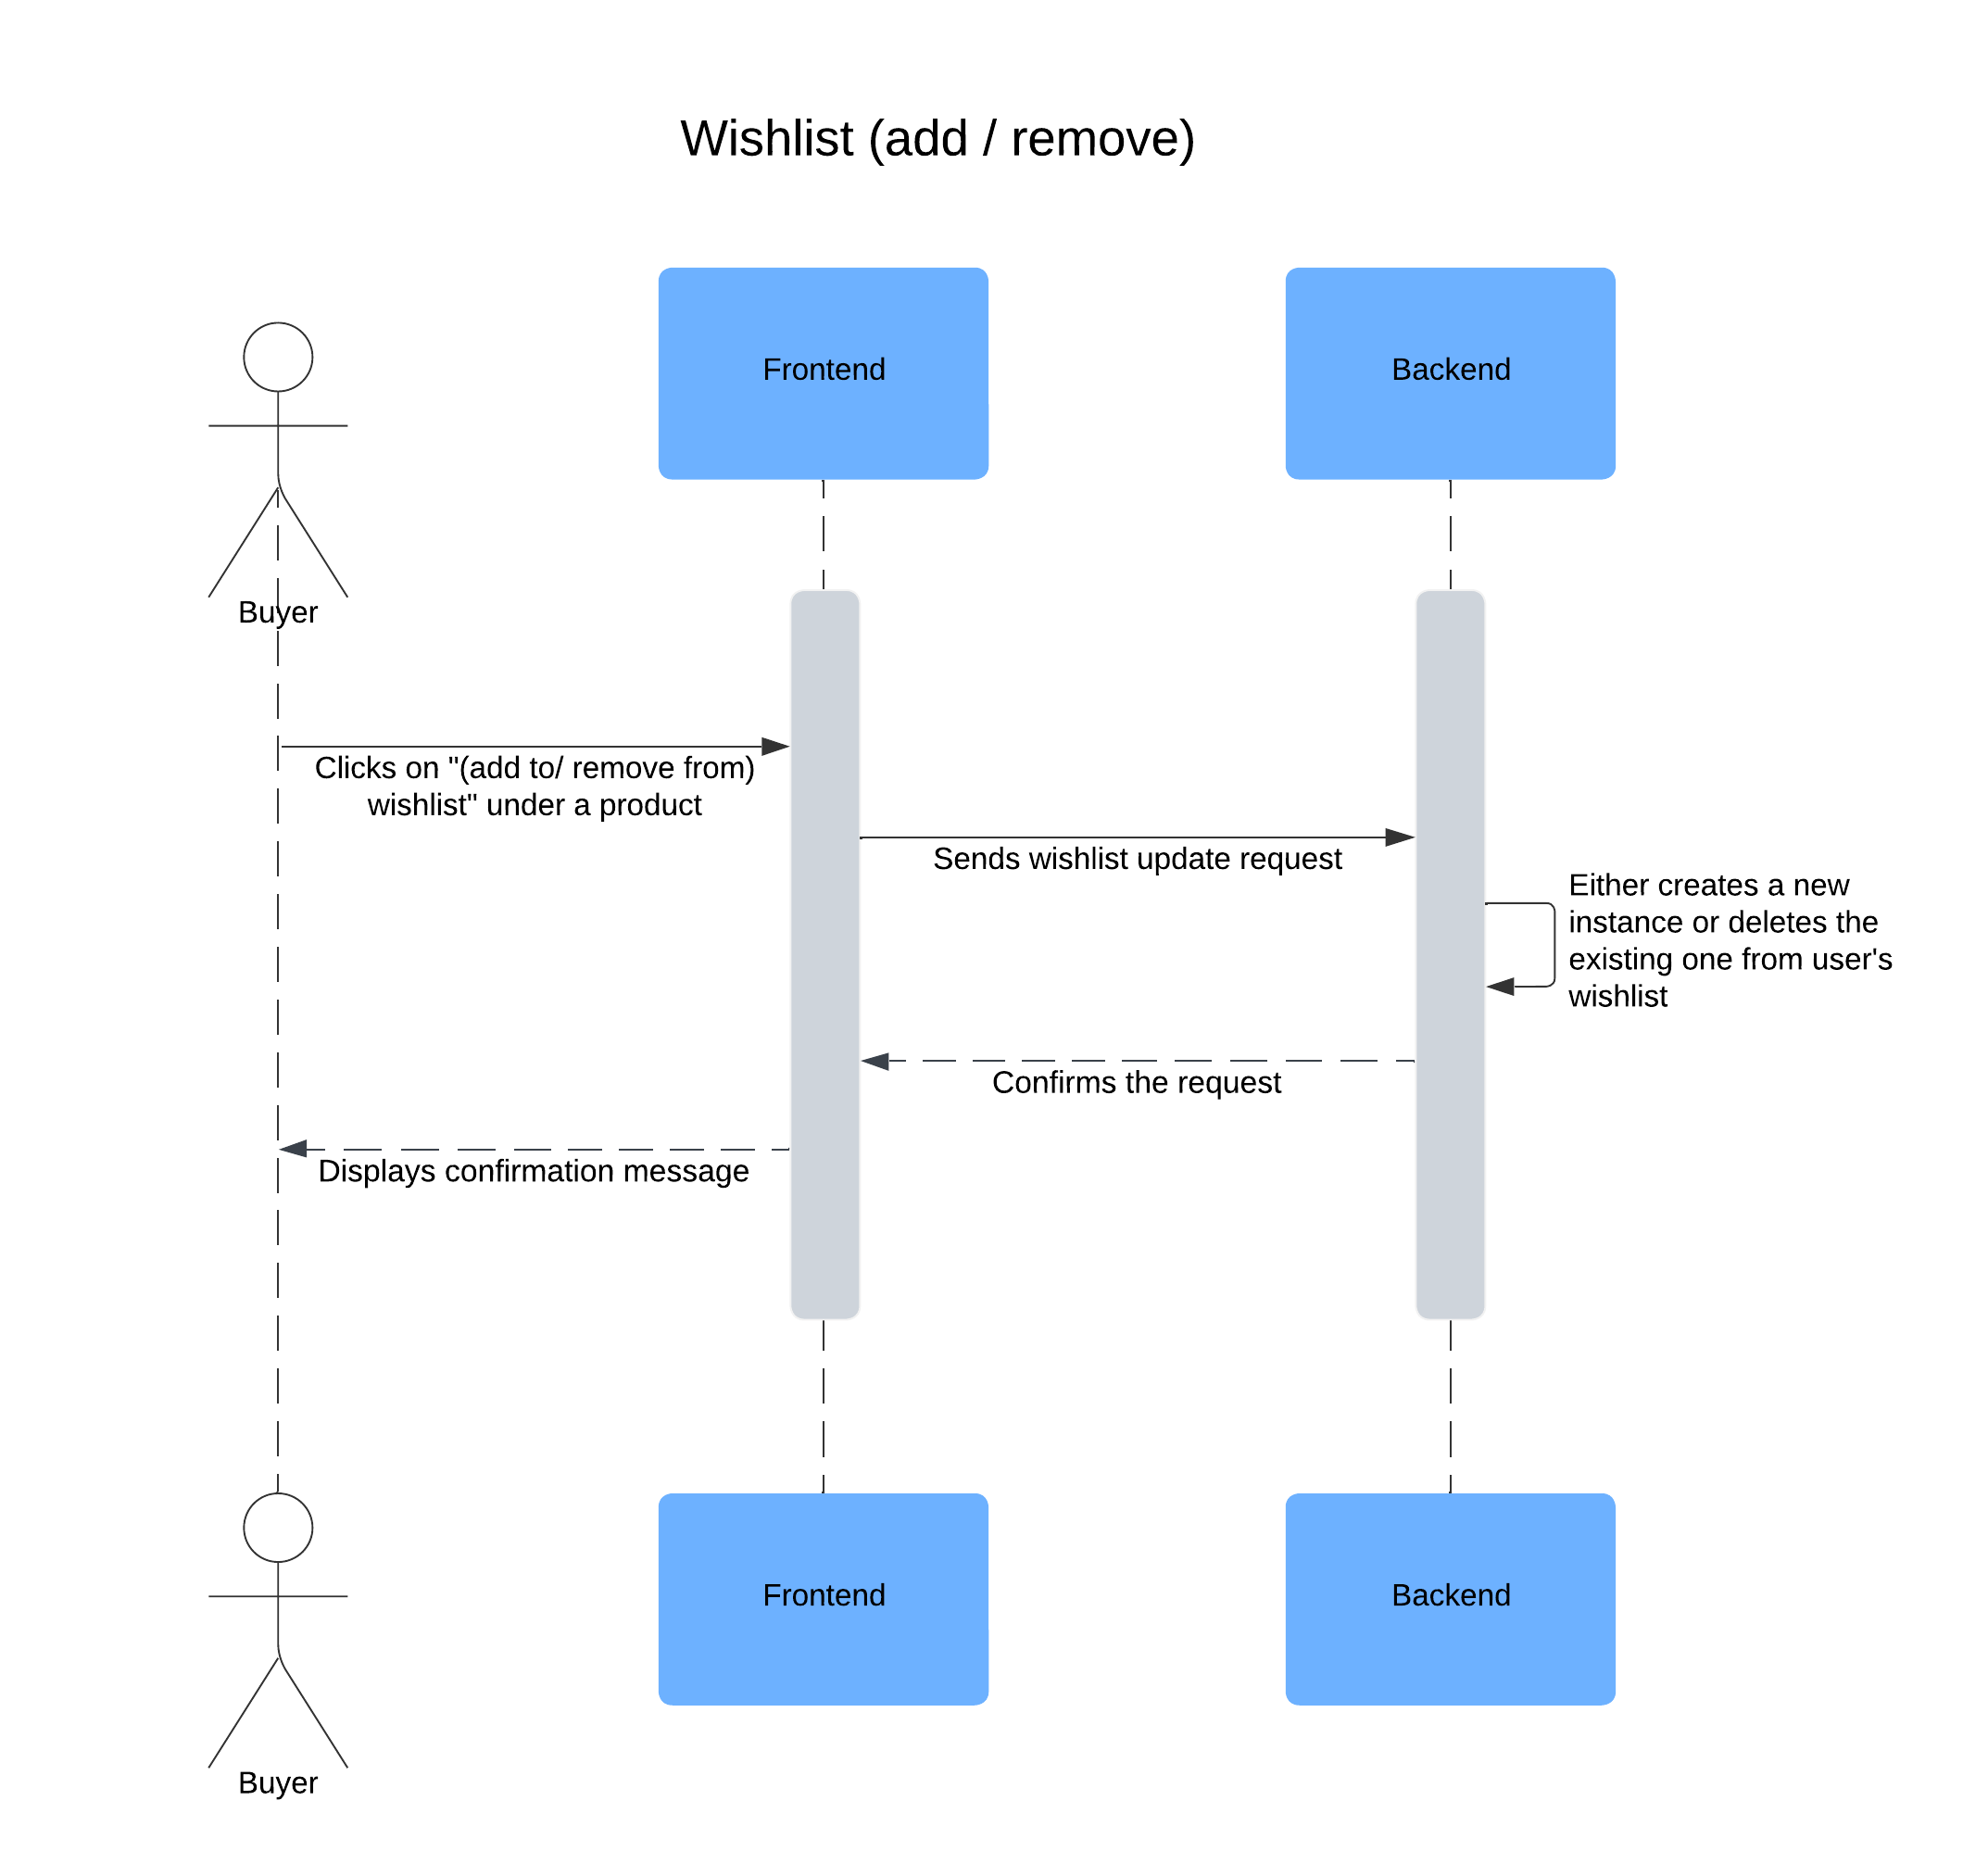 Wishlist (add / remove)
Frontend
Backend
Buyer
Clicks on "(add to/ remove from)
wishlist" under a product
Sends wishlist update request
Either creates a new
instance or deletes the
existing one from user's
wishlist
Confirms the request
Displays confirmation message
Frontend
Backend
Buyer